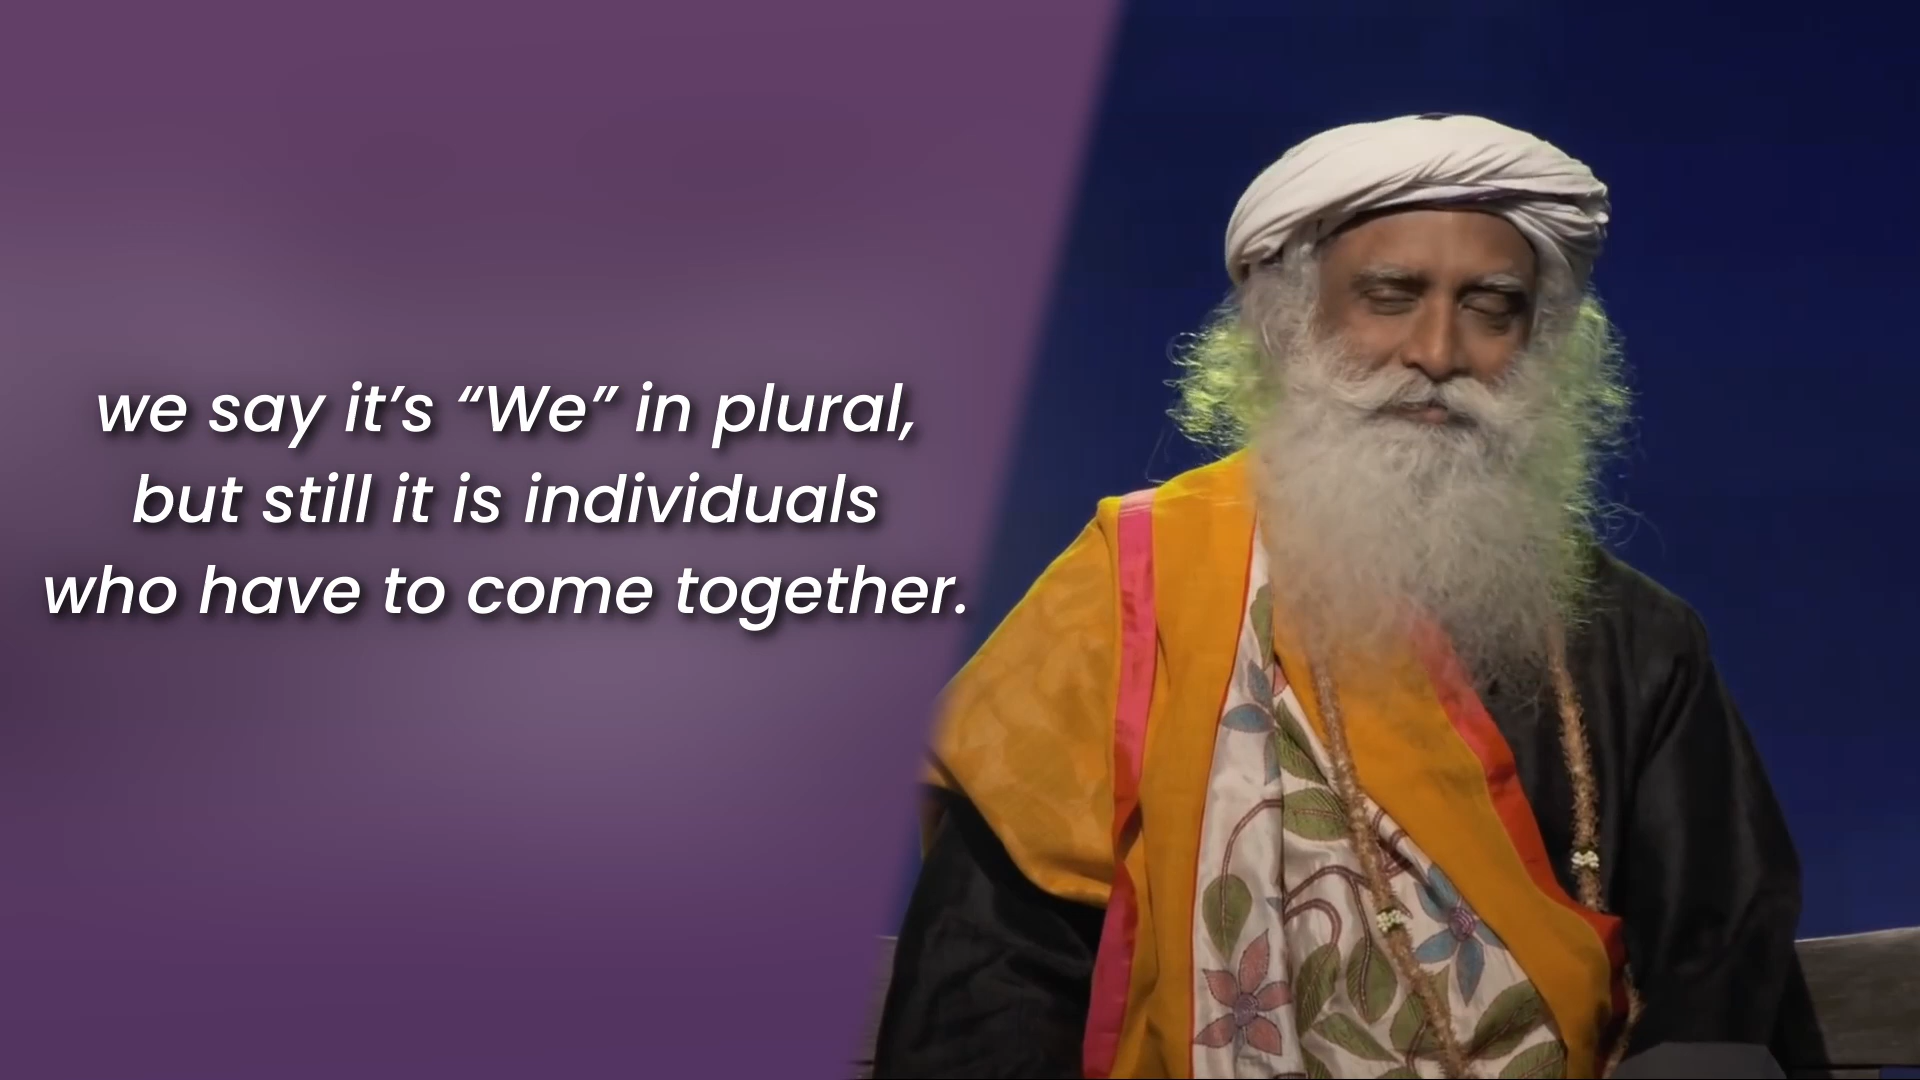 we say it’s “We” in plural,
but still it is individuals
who have to come together.